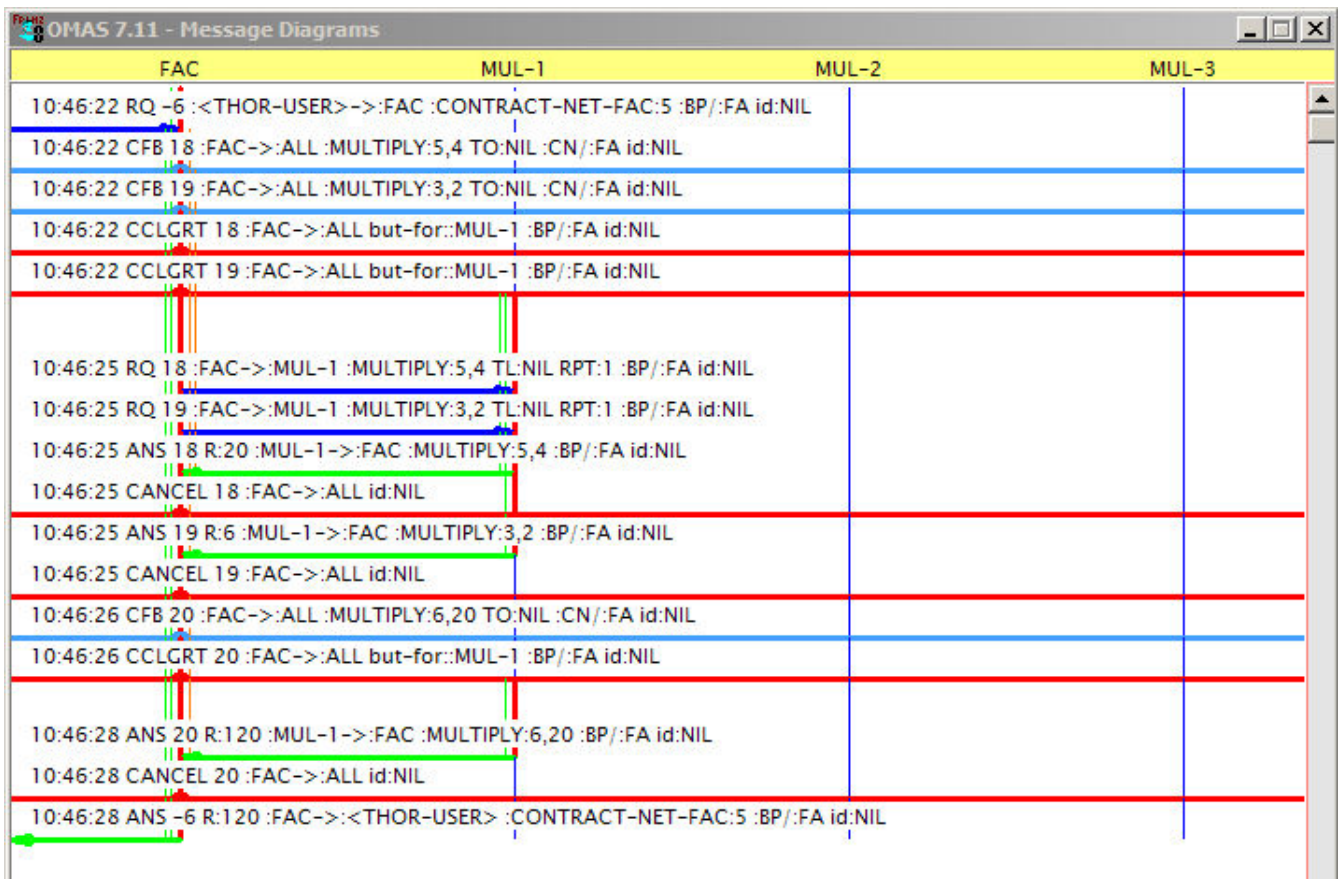 OMAS 7.11 - Message Diagrams
FAC MUL-1 MUL-2 MUL-3
10:46:22 RQ -6 :<THOR-USER>->:FAC :CONTRACT-NET-FAC:5 :BP/:FA id:NIL
10:46:22 CFB 18 :FAC->:ALL :MULTIPLY:5,4 TO:NIL :CN/:FA id:NIL
10:46:22 CFB 19 :FAC->:ALL :MULTIPLY:3,2 TO:NIL :CN/:FA id:NIL
10:46:22 CCLGRT 18 :FAC->:ALL but-for::MUL-1 :BP/:FA id:NIL
10:46:22 CCLGRT 19 :FAC->:ALL but-for::MUL-1 :BP/:FA id:NIL
10:46:25 RQ 18 :FAC->:MUL-1 :MULTIPLY:5,4 TL:NIL RPT:1 :BP/:FA id:NIL
10:46:25 RQ 19 :FAC->:MUL-1 :MULTIPLY:3,2 TL:NIL RPT:1 :BP/:FA id:NIL
10:46:25 ANS 18 R:20 :MUL-1->:FAC :MULTIPLY:5,4 :BP/:FA id:NIL
10:46:25 CANCEL 18 :FAC->:ALL id:NIL
10:46:25 ANS 19 R:6 :MUL-1->:FAC :MULTIPLY:3,2 :BP/:FA id:NIL
10:46:25 CANCEL 19 :FAC->:ALL id:NIL
10:46:26 CFB 20 :FAC->:ALL :MULTIPLY:6,20 TO:NIL :CN/:FA id:NIL
10:46:26 CCLGRT 20 :FAC->:ALL but-for::MUL-1 :BP/:FA id:NIL
10:46:28 ANS 20 R:120 :MUL-1->:FAC :MULTIPLY:6,20 :BP/:FA id:NIL
10:46:28 CANCEL 20 :FAC->:ALL id:NIL
10:46:28 ANS -6 R:120 :FAC->:<THOR-USER> :CONTRACT-NET-FAC:5 :BP/:FA id:NIL